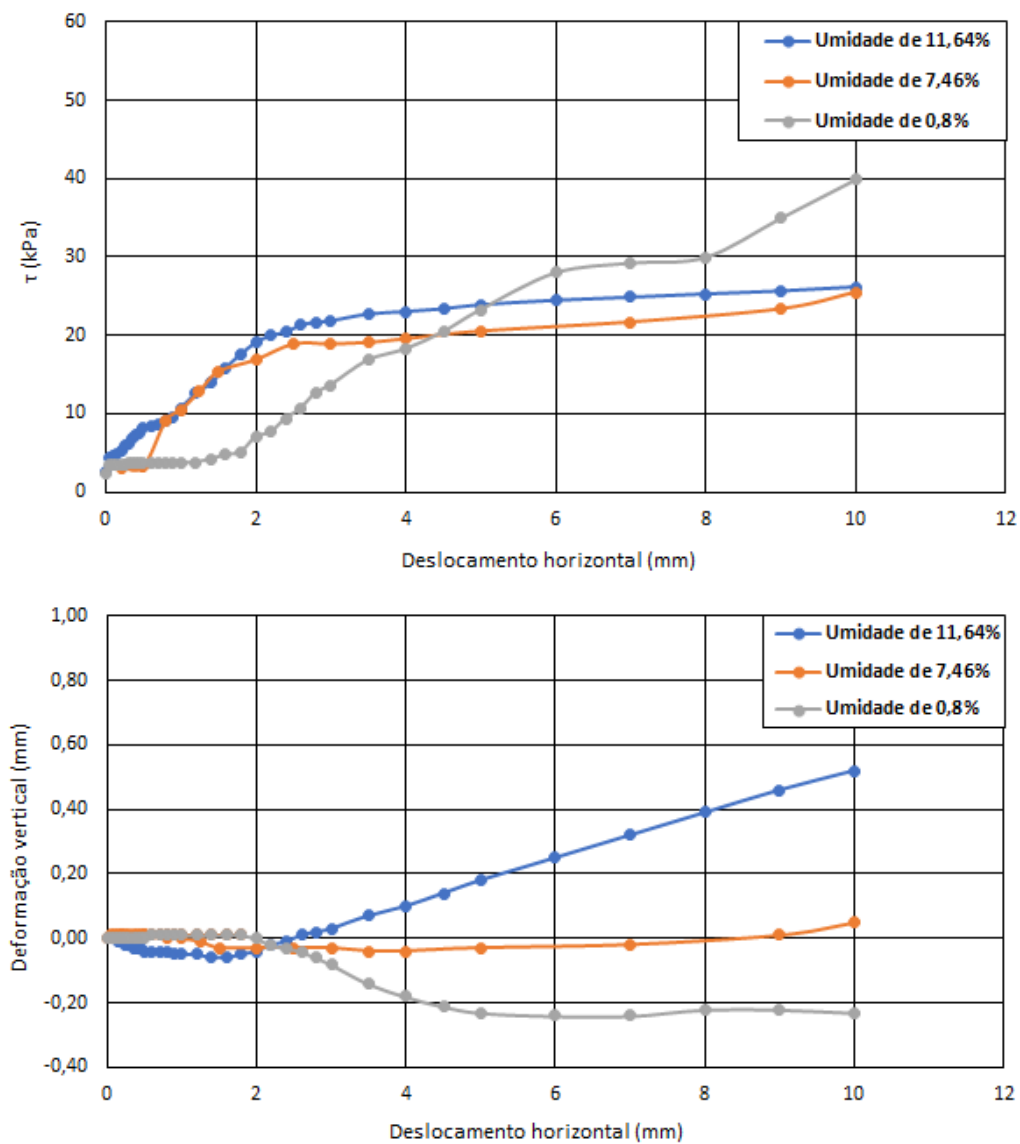 60
50
40
30
20
10
0
τ (kPa)
Umidade de 11,64%
Umidade de 7,46%
Umidade de 0,8%
0 2 4 6 8 10 12
Deslocamento horizontal (mm)
1,00
0,80
0,60
0,40
0,20
0,00
-0,20
-0,40
Deformação vertical (mm)
Umidade de 11,64%
Umidade de 7,46%
Umidade de 0,8%
0 2 4 6 8 10 12
Deslocamento horizontal (mm)